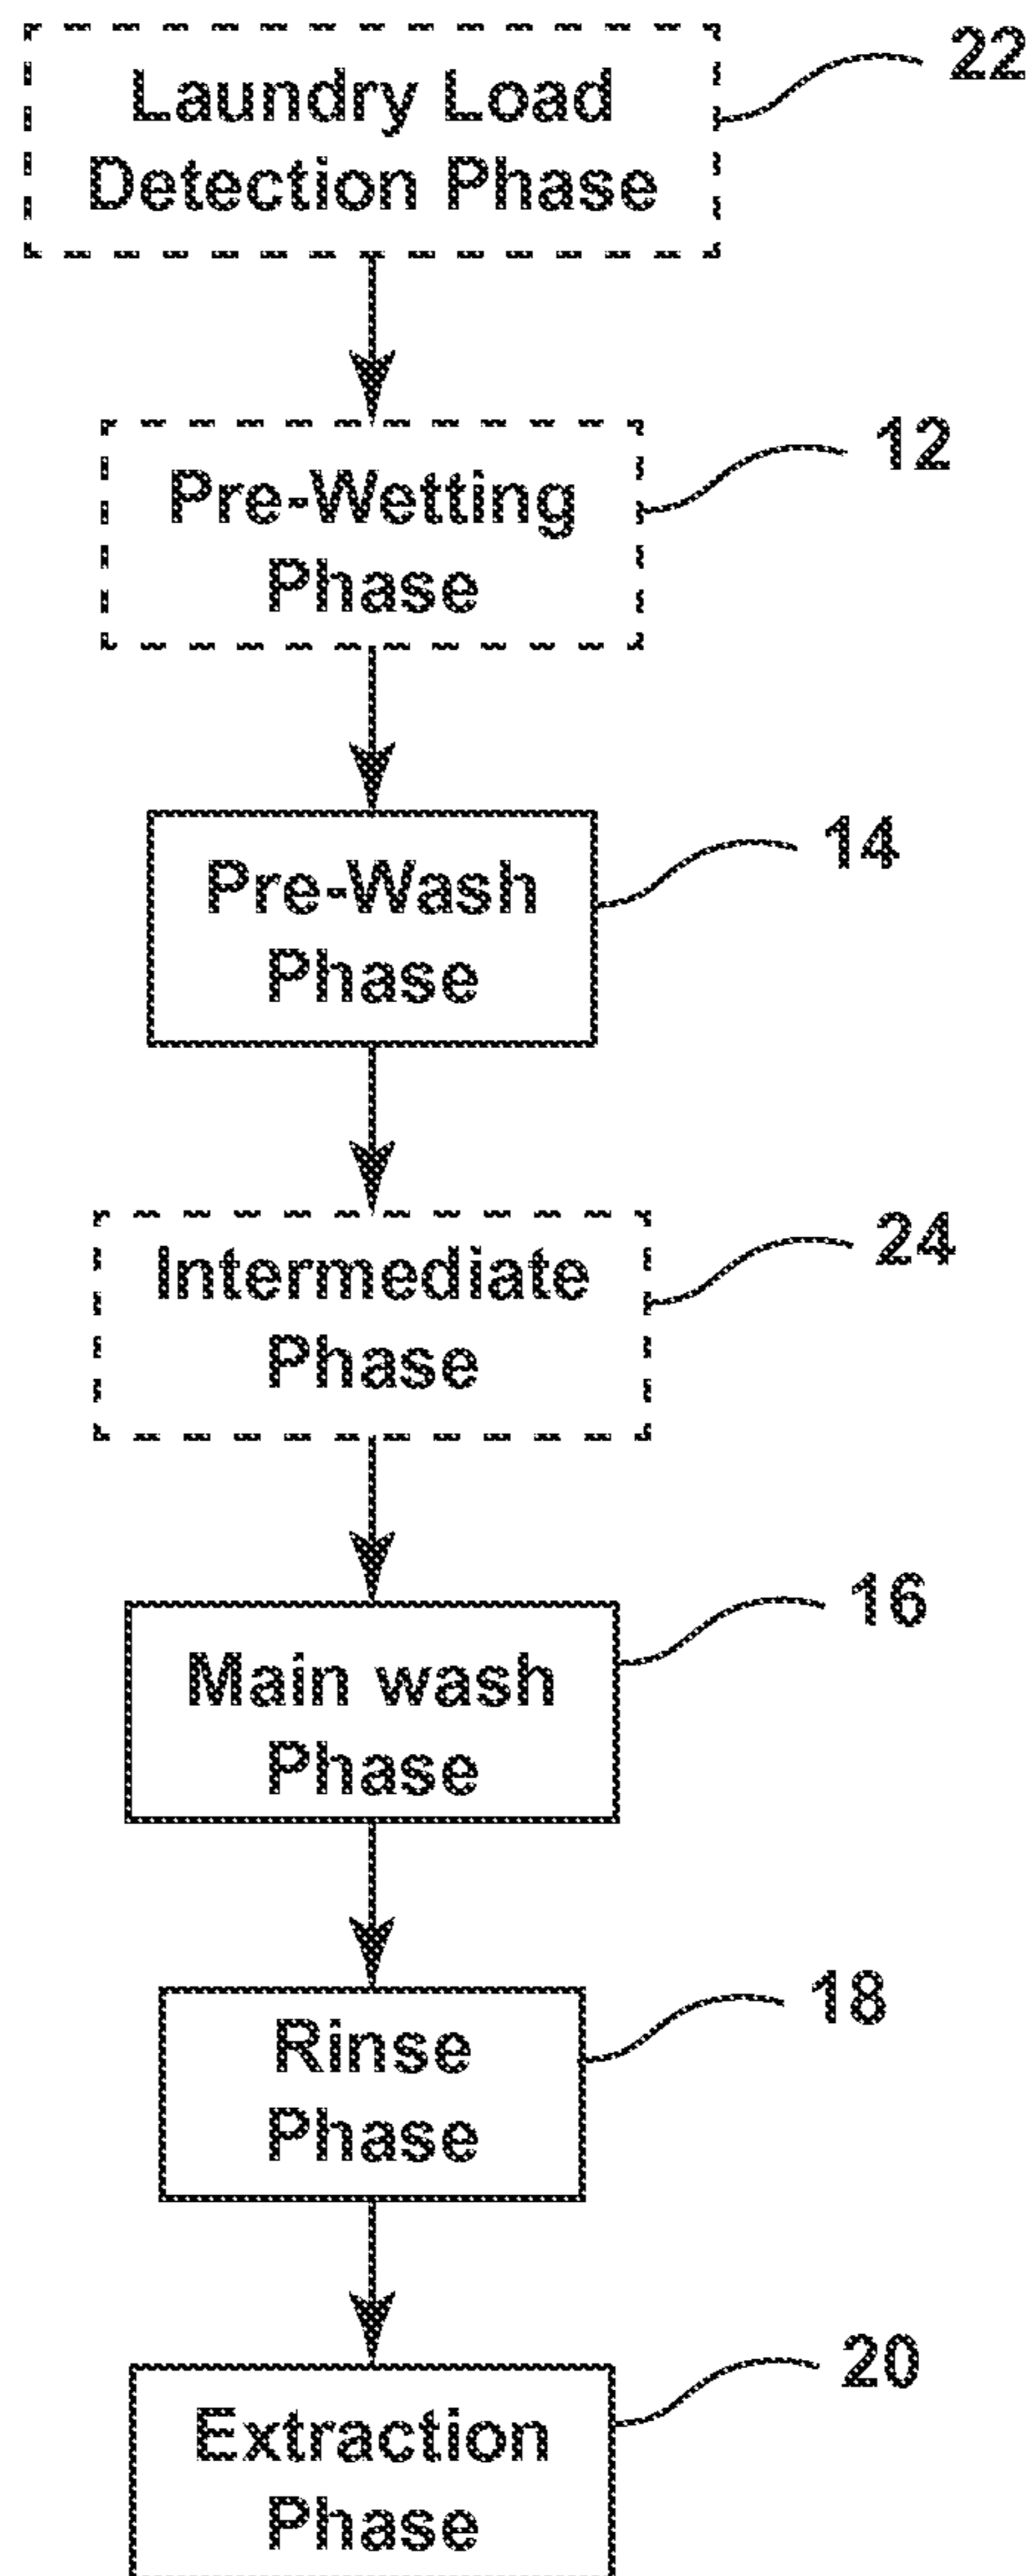 Laundry Load
Detection Phase
22
Pre-Wetting
Phase
12
Pre-Wash
Phase
14
Intermediate
Phase
24
Main wash
Phase
16
Rinse
Phase
18
Extraction
Phase
20